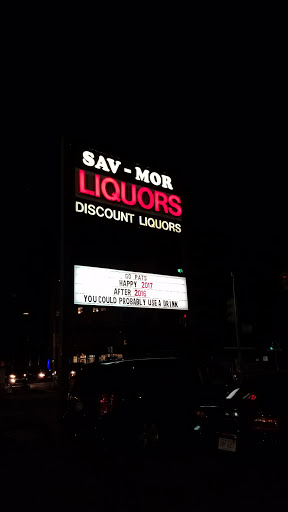 SAV-MOR
LIQUORS
DISCOUNT LIQUORS
GO PATS
HAPPY 2017
AFTER 2016
YOU COULD PROBABLY USE A DRINK